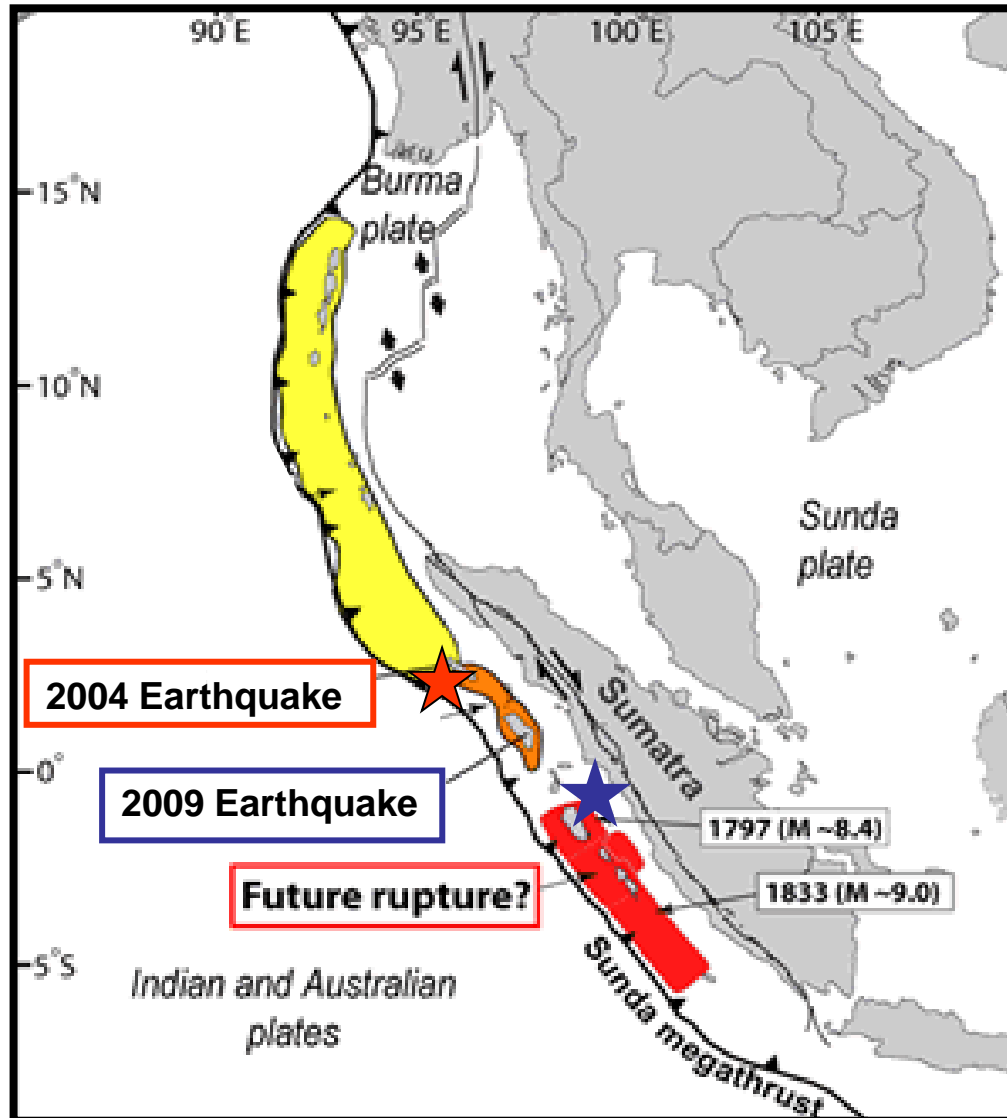 90°E 95°E 100°E 105°E
Burma
plate
15°N
10°N
Sunda
plate
5°N
2004 Earthquake
Sumatra
0°
2009 Earthquake
1797 (M ~8.4)
Future rupture?
1833 (M ~9.0)
5°S
Indian and Australian
plates
Sunda megathrust